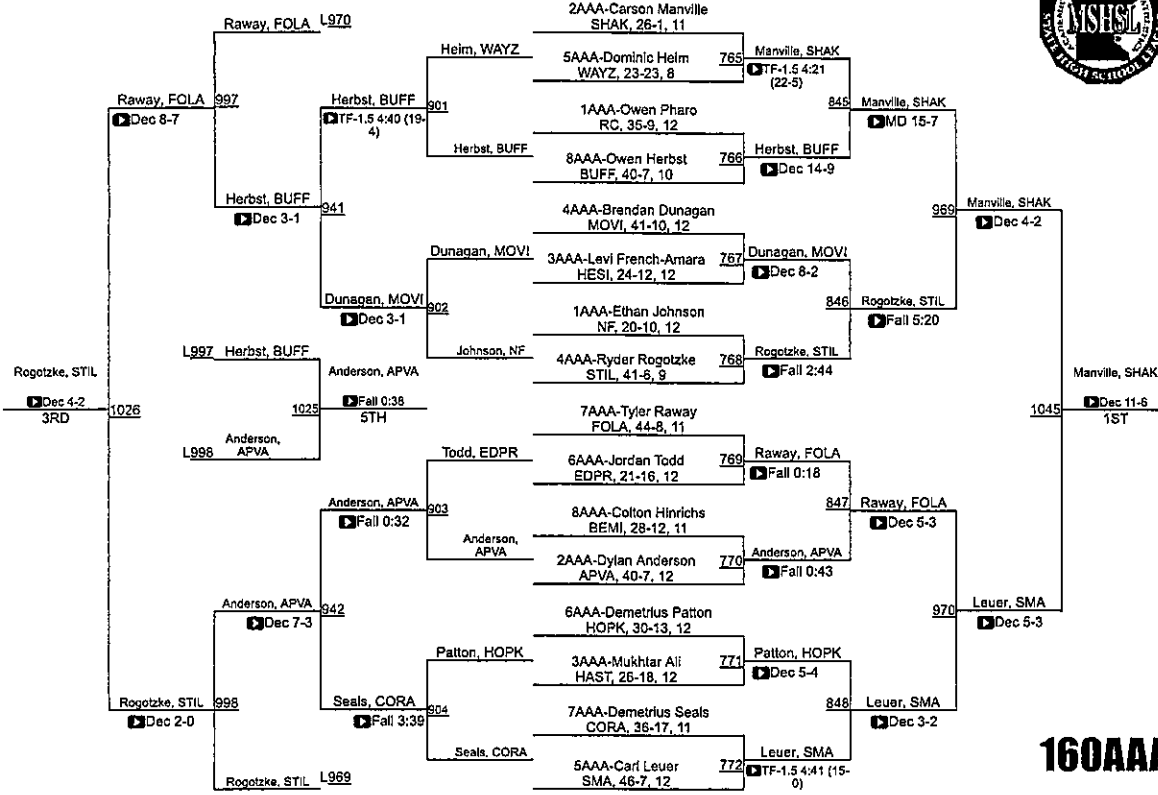 MSHSL
STATE HIGH SCHOOL LEAGUE
2AAA-Carson Manville
SHAK, 26-1, 11
5AAA-Dominic Heim
WAYZ, 23-23, 8
1AAA-Owen Pharo
RC, 35-9, 12
8AAA-Owen Herbst
BUFF, 40-7, 10
4AAA-Brendan Dunagan
MOVI, 41-10, 12
3AAA-Levi French-Amara
HESI, 24-12, 12
1AAA-Ethan Johnson
NF, 20-10, 12
4AAA-Ryder Rogotzke
STIL, 41-6, 9
7AAA-Tyler Raway
FOLA, 44-8, 11
6AAA-Jordan Todd
EDPR, 21-16, 12
8AAA-Colton Hinrichs
BEMI, 28-12, 11
2AAA-Dylan Anderson
APVA, 40-7, 12
6AAA-Demetrius Patton
HOPK, 30-13, 12
3AAA-Mukhtar Ali
HAST, 26-18, 12
7AAA-Demetrius Seals
CORA, 36-17, 11
5AAA-Carl Leuer
SMA, 46-7, 12
765
Manville, SHAK
TF-1.5 4:21
(22-5)
766
Herbst, BUFF
Dec 14-9
767
Dunagan, MOVI
Dec 8-2
768
Rogotzke, STIL
Fall 2:44
769
Raway, FOLA
Fall 0:18
770
Anderson, APVA
Fall 0:43
771
Patton, HOPK
Dec 5-4
772
Leuer, SMA
TF-1.5 4:41 (15-
0)
845
Manville, SHAK
MD 15-7
846
Rogotzke, STIL
Fall 5:20
847
Raway, FOLA
Dec 5-3
848
Leuer, SMA
Dec 3-2
969
Manville, SHAK
Dec 4-2
970
Leuer, SMA
Dec 5-3
1045
Manville, SHAK
Dec 11-6
1ST
Heim, WAYZ
Herbst, BUFF
901
Herbst, BUFF
TF-1.5 4:40 (19-
4)
Dunagan, MOVI
Johnson, NF
902
Dunagan, MOVI
Dec 3-1
Todd, EDPR
Anderson,
APVA
903
Anderson, APVA
Fall 0:32
Patton, HOPK
Seals, CORA
904
Seals, CORA
Fall 3:39
941
Herbst, BUFF
Dec 3-1
942
Anderson, APVA
Dec 7-3
Raway, FOLA L970
997
Raway, FOLA
Dec 8-7
Rogotzke, STIL L969
998
Rogotzke, STIL
Dec 2-0
L997 Herbst, BUFF
L998 Anderson,
APVA
1025
Anderson, APVA
Fall 0:38
5TH
1026
Rogotzke, STIL
Dec 4-2
3RD
160AAA